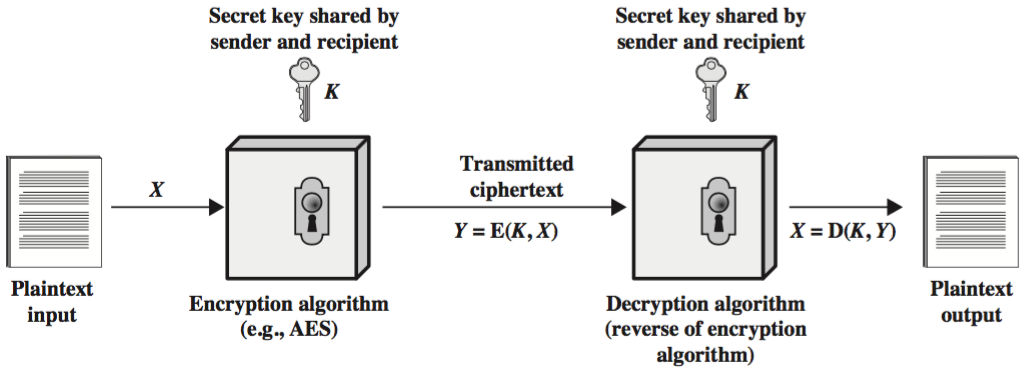 Secret key shared by
sender and recipient
K
Secret key shared by
sender and recipient
K
X
Transmitted
ciphertext
Y = E(K, X)
X = D(K, Y)
Plaintext
input
Encryption algorithm
(e.g., AES)
Decryption algorithm
(reverse of encryption
algorithm)
Plaintext
output